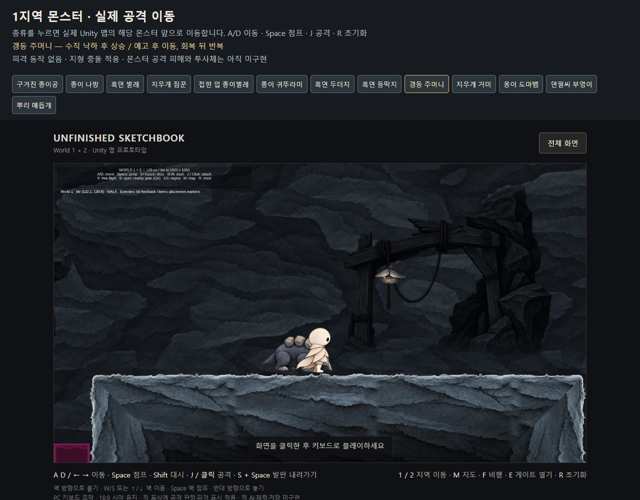 1지역 몬스터 · 실제 공격 이동
종류를 누르면 실제 Unity 맵의 해당 몬스터 앞으로 이동합니다. A/D 이동 · Space 점프 · J 공격 · R 초기화
갱등 주머니 — 수직 낙하 후 상승 / 예고 후 이동, 회복 뒤 반복
피격 동작 없음 · 지형 충돌 적용 · 몬스터 공격 피해와 투사체는 아직 미구현
구겨진 종이공 종이 나방 흑연 벌레 지우개 짐꾼 접힌 입 종이벌레 종이 귀뚜라미 흑연 두더지 흑연 등딱지 갱등 주머니 지우개 거미 옹이 도마뱀 연필씨 부엉이
뿌리 매듭개
UNFINISHED SKETCHBOOK
World 1 + 2 · Unity 맵 프로토타입
전체 화면
화면을 클릭한 후 키보드로 플레이하세요
A D / ← → 이동 · Space 점프 · Shift 대시 · J / 클릭 공격 · S + Space 발판 내려가기
1 / 2 지역 이동 · M 지도 · F 비행 · E 게이트 열기 · R 초기화